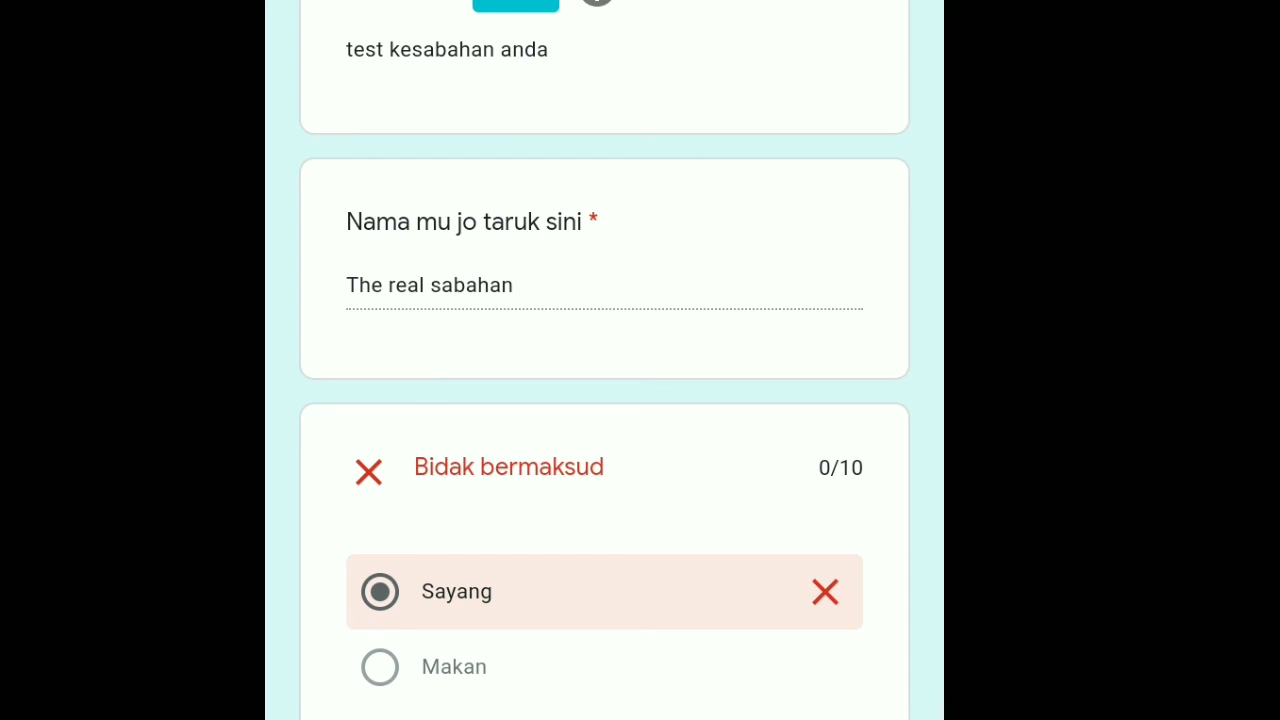 test kesabahan anda
Nama mu jo taruk sini *
The real sabahan
Bidak bermaksud 0/10
Sayang
Makan